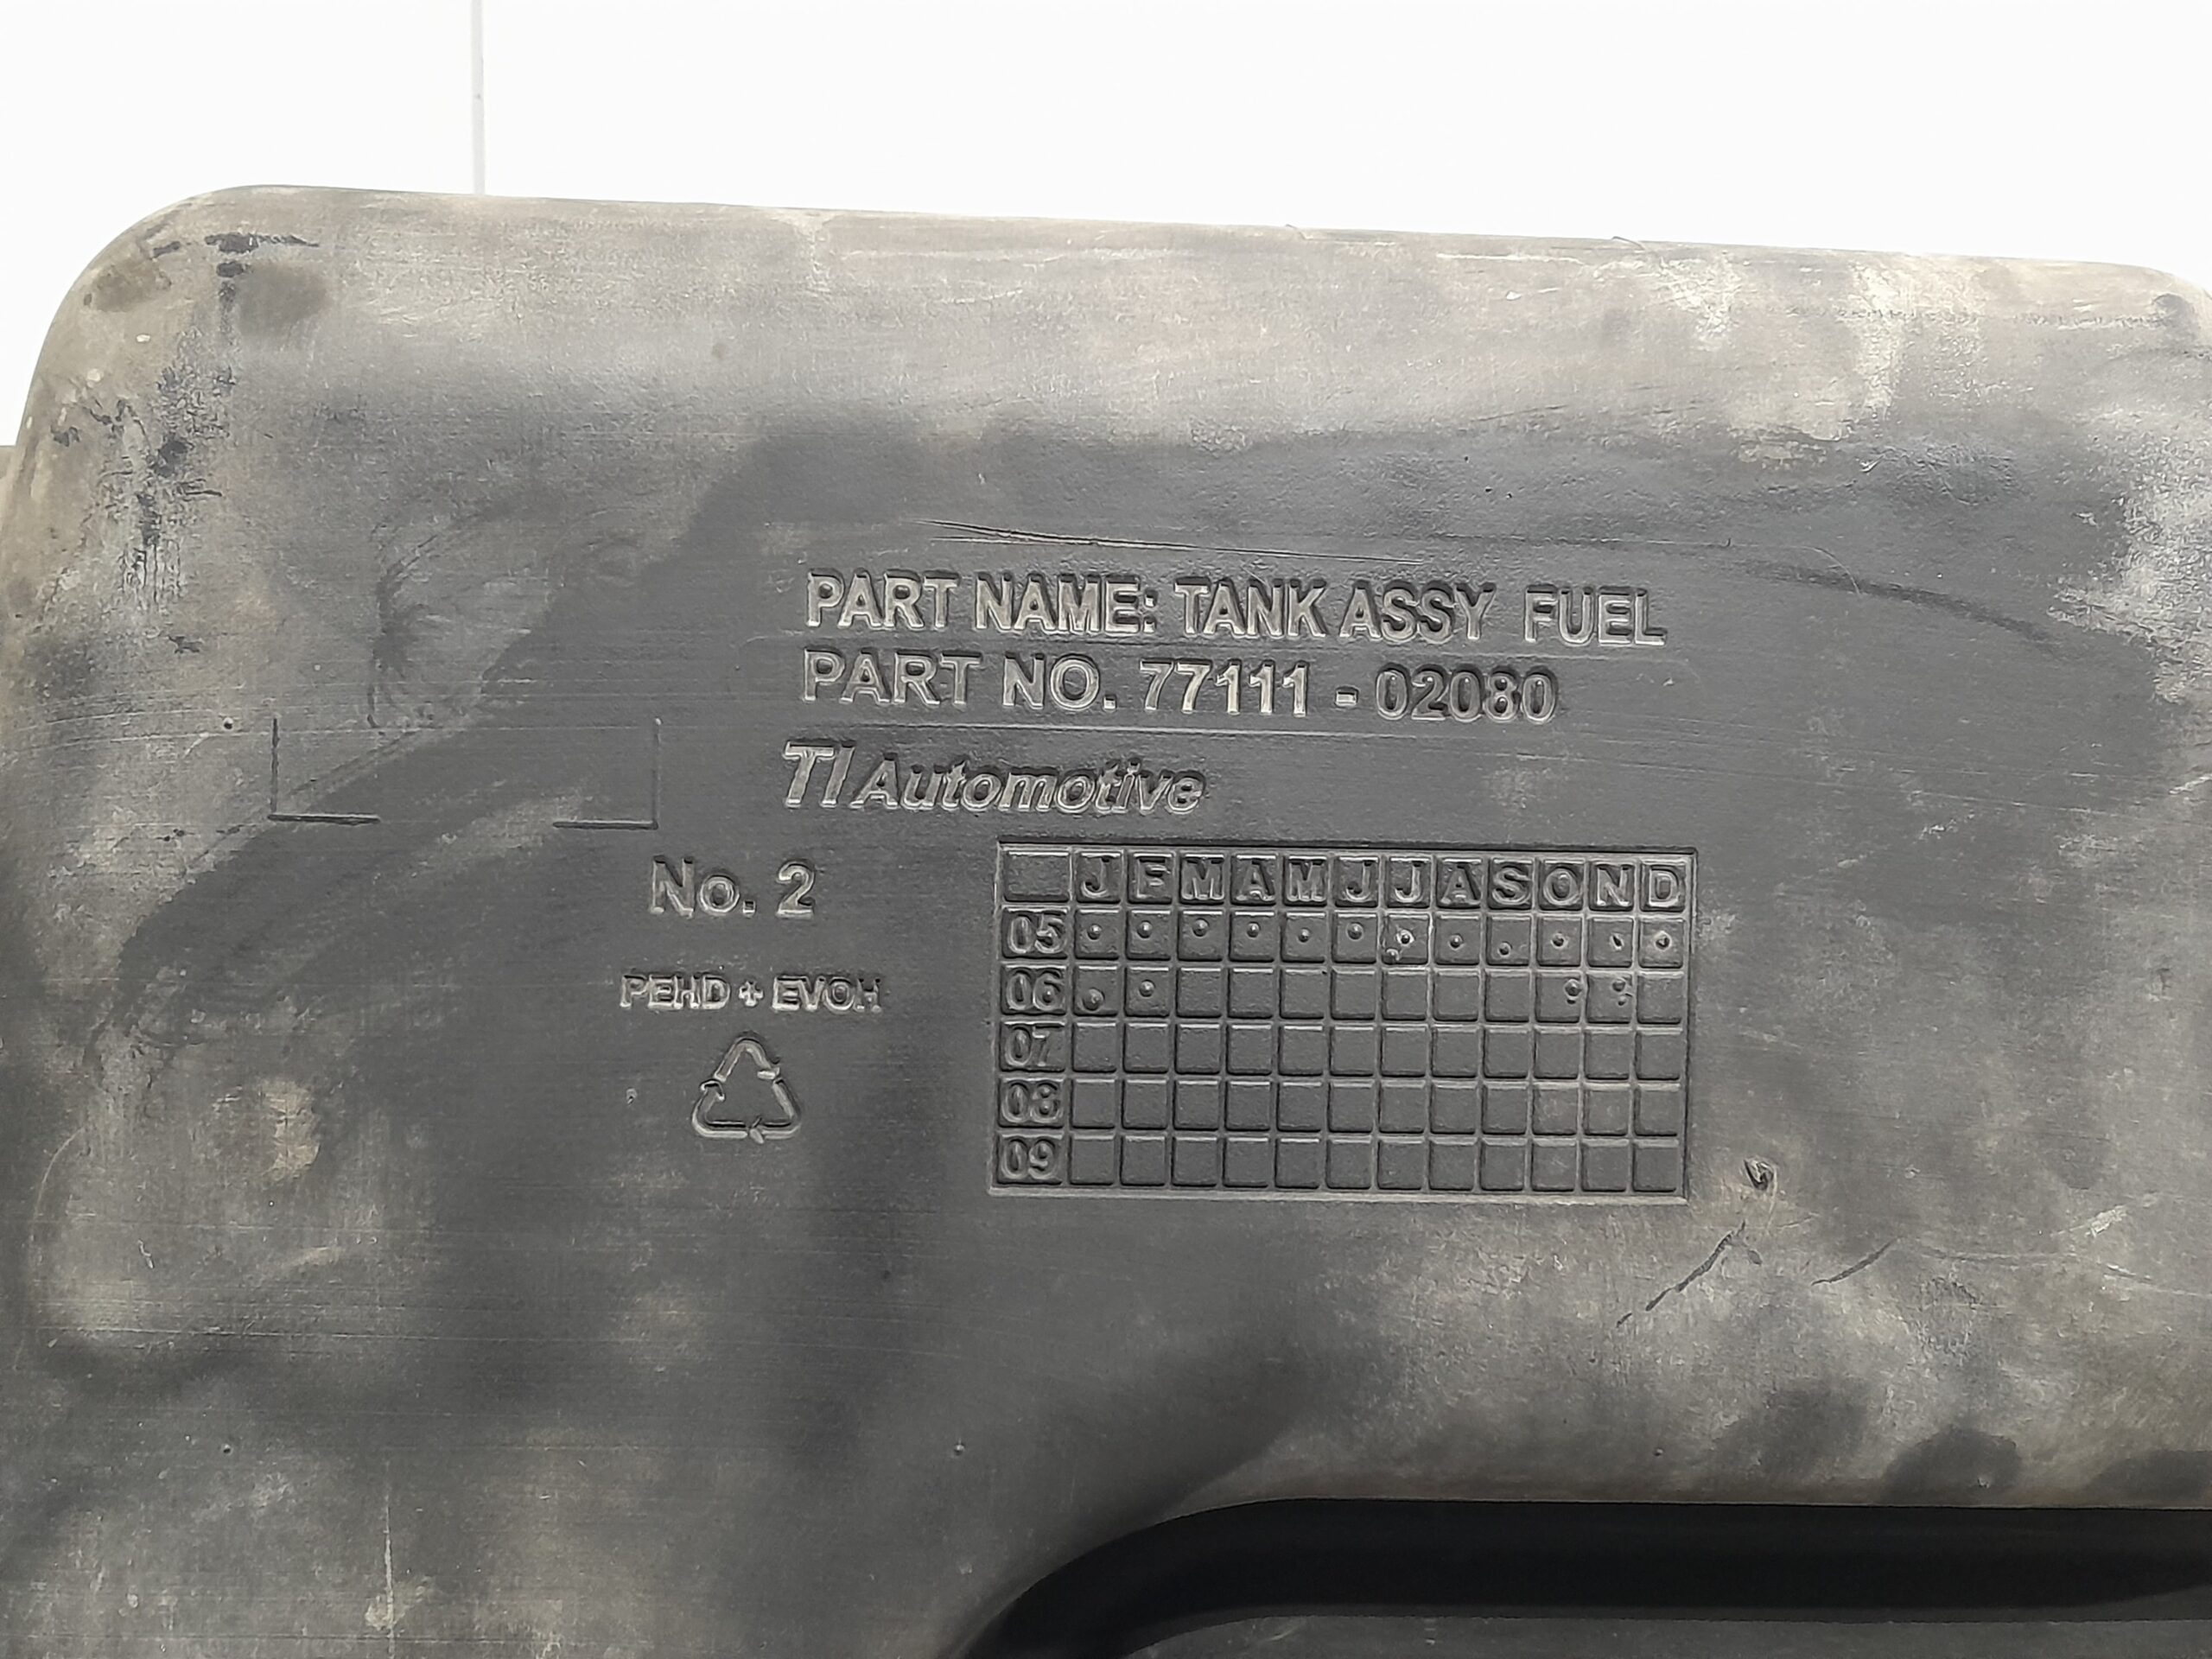 PART NAME: TANK ASSY FUEL
PART NO. 77111 - 02080
TI Automotive
No. 2
PEHD + EVOH
J F M A M J J A S O N D
05
06
07
08
09